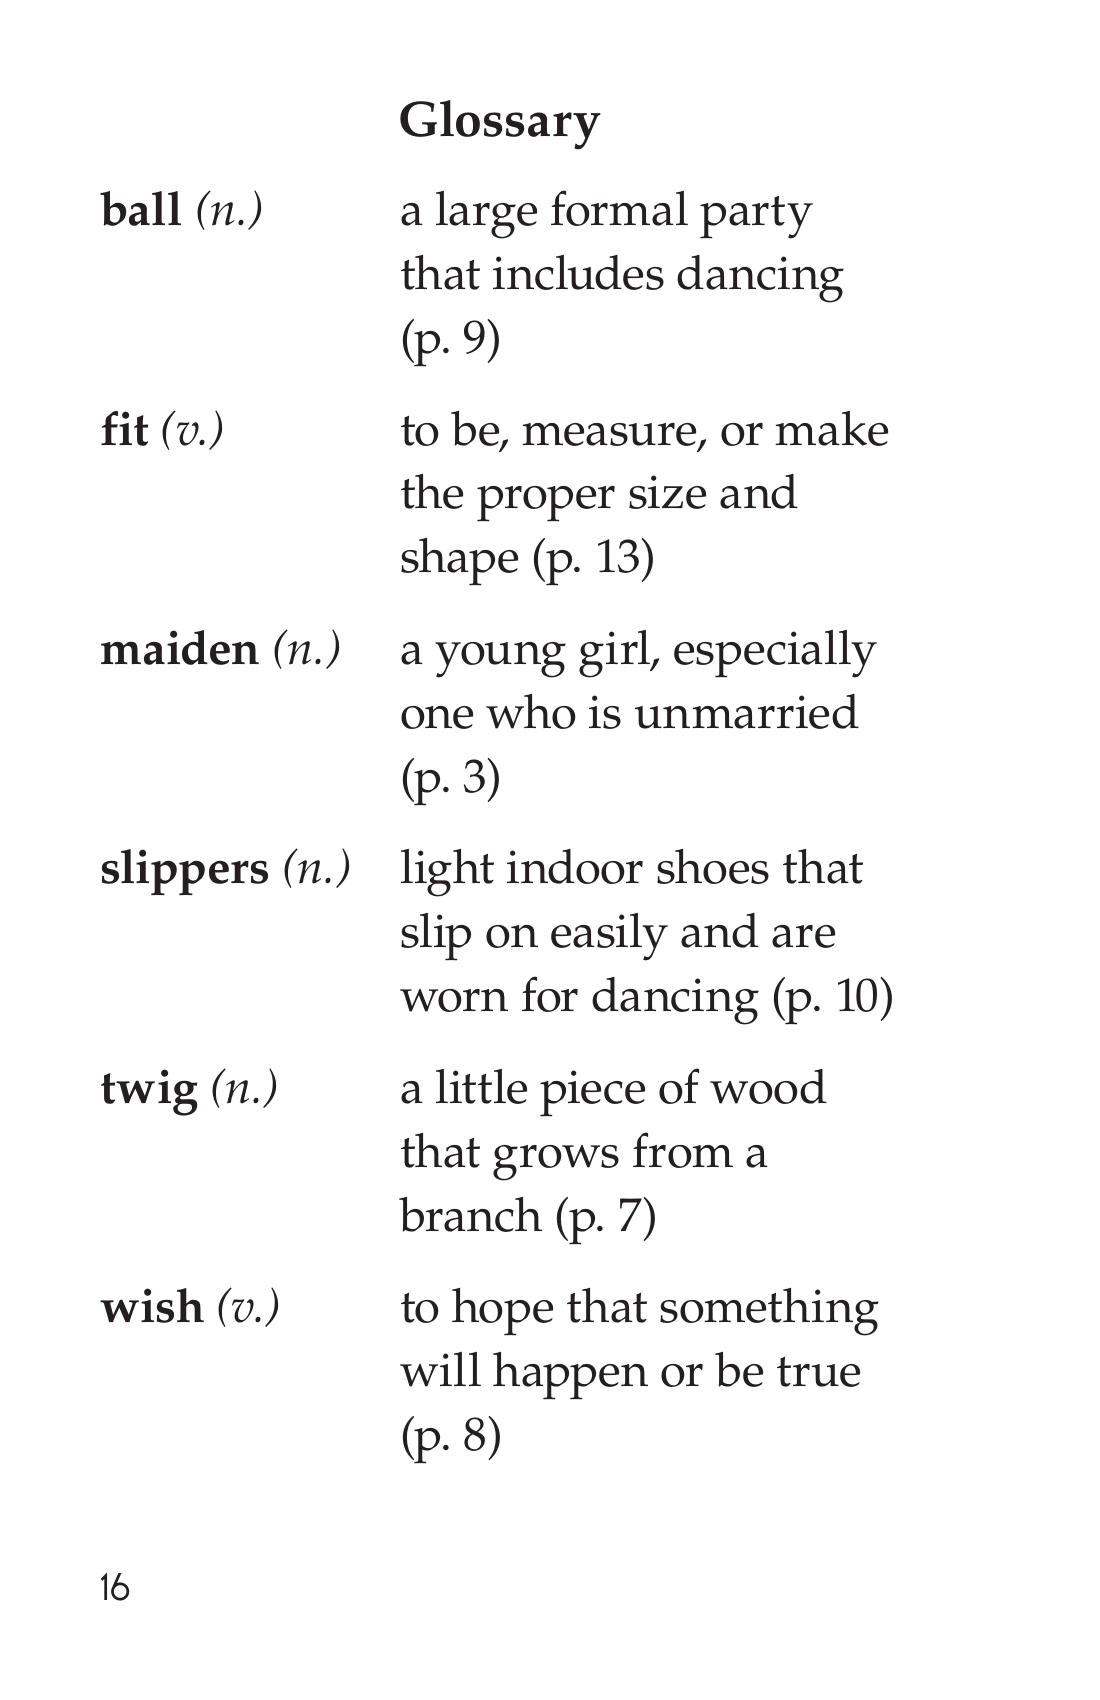 Glossary
ball (n.) a large formal party
that includes dancing
(p. 9)
fit (v.) to be, measure, or make
the proper size and
shape (p. 13)
maiden (n.) a young girl, especially
one who is unmarried
(p. 3)
slippers (n.) light indoor shoes that
slip on easily and are
worn for dancing (p. 10)
twig (n.) a little piece of wood
that grows from a
branch (p. 7)
wish (v.) to hope that something
will happen or be true
(p. 8)
16